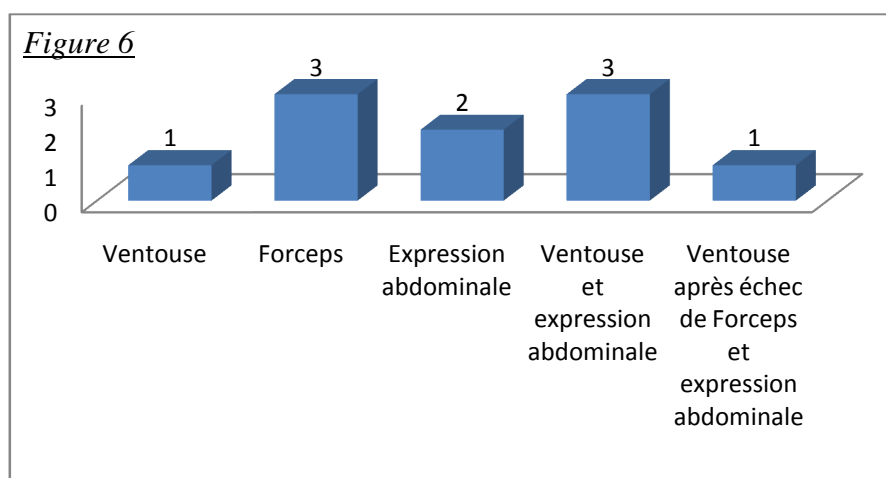 Figure 6
3
3
2
1
1
3
2
1
0
Ventouse
Forceps
Expression
abdominale
Ventouse
et
expression
abdominale
Ventouse
après échec
de Forceps
et
expression
abdominale